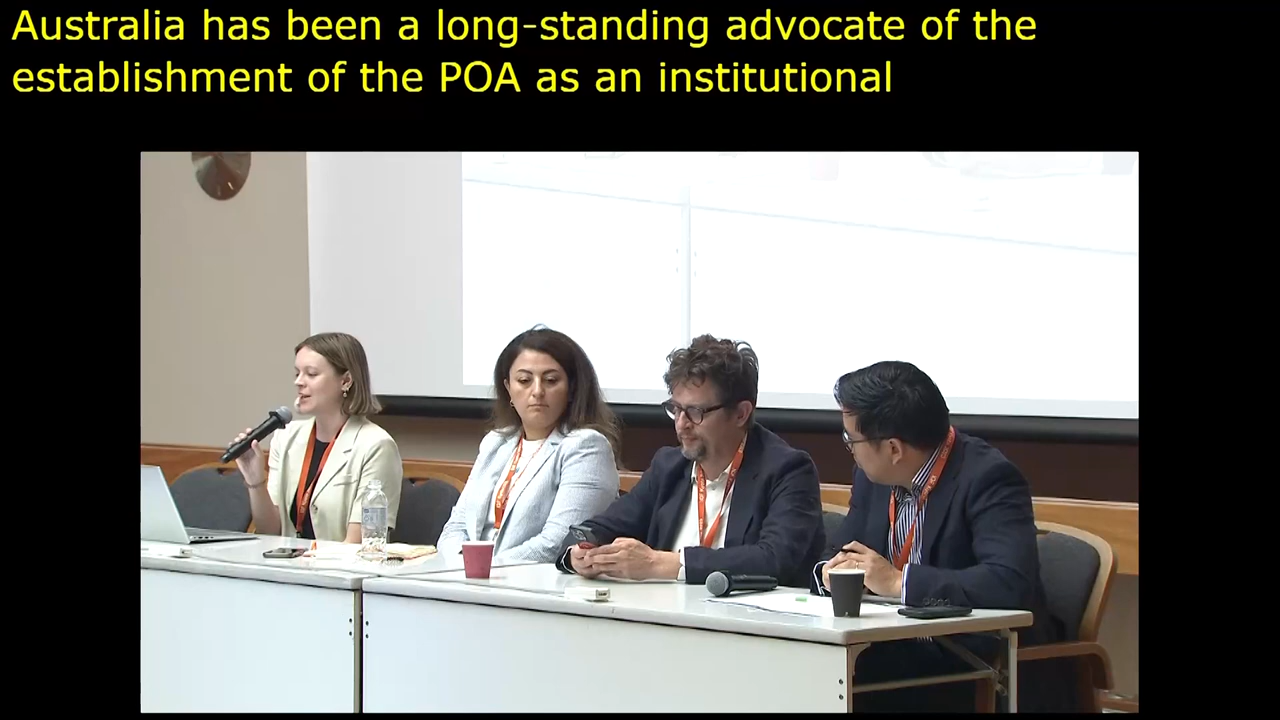 Australia has been a long-standing advocate of the
establishment of the POA as an institutional